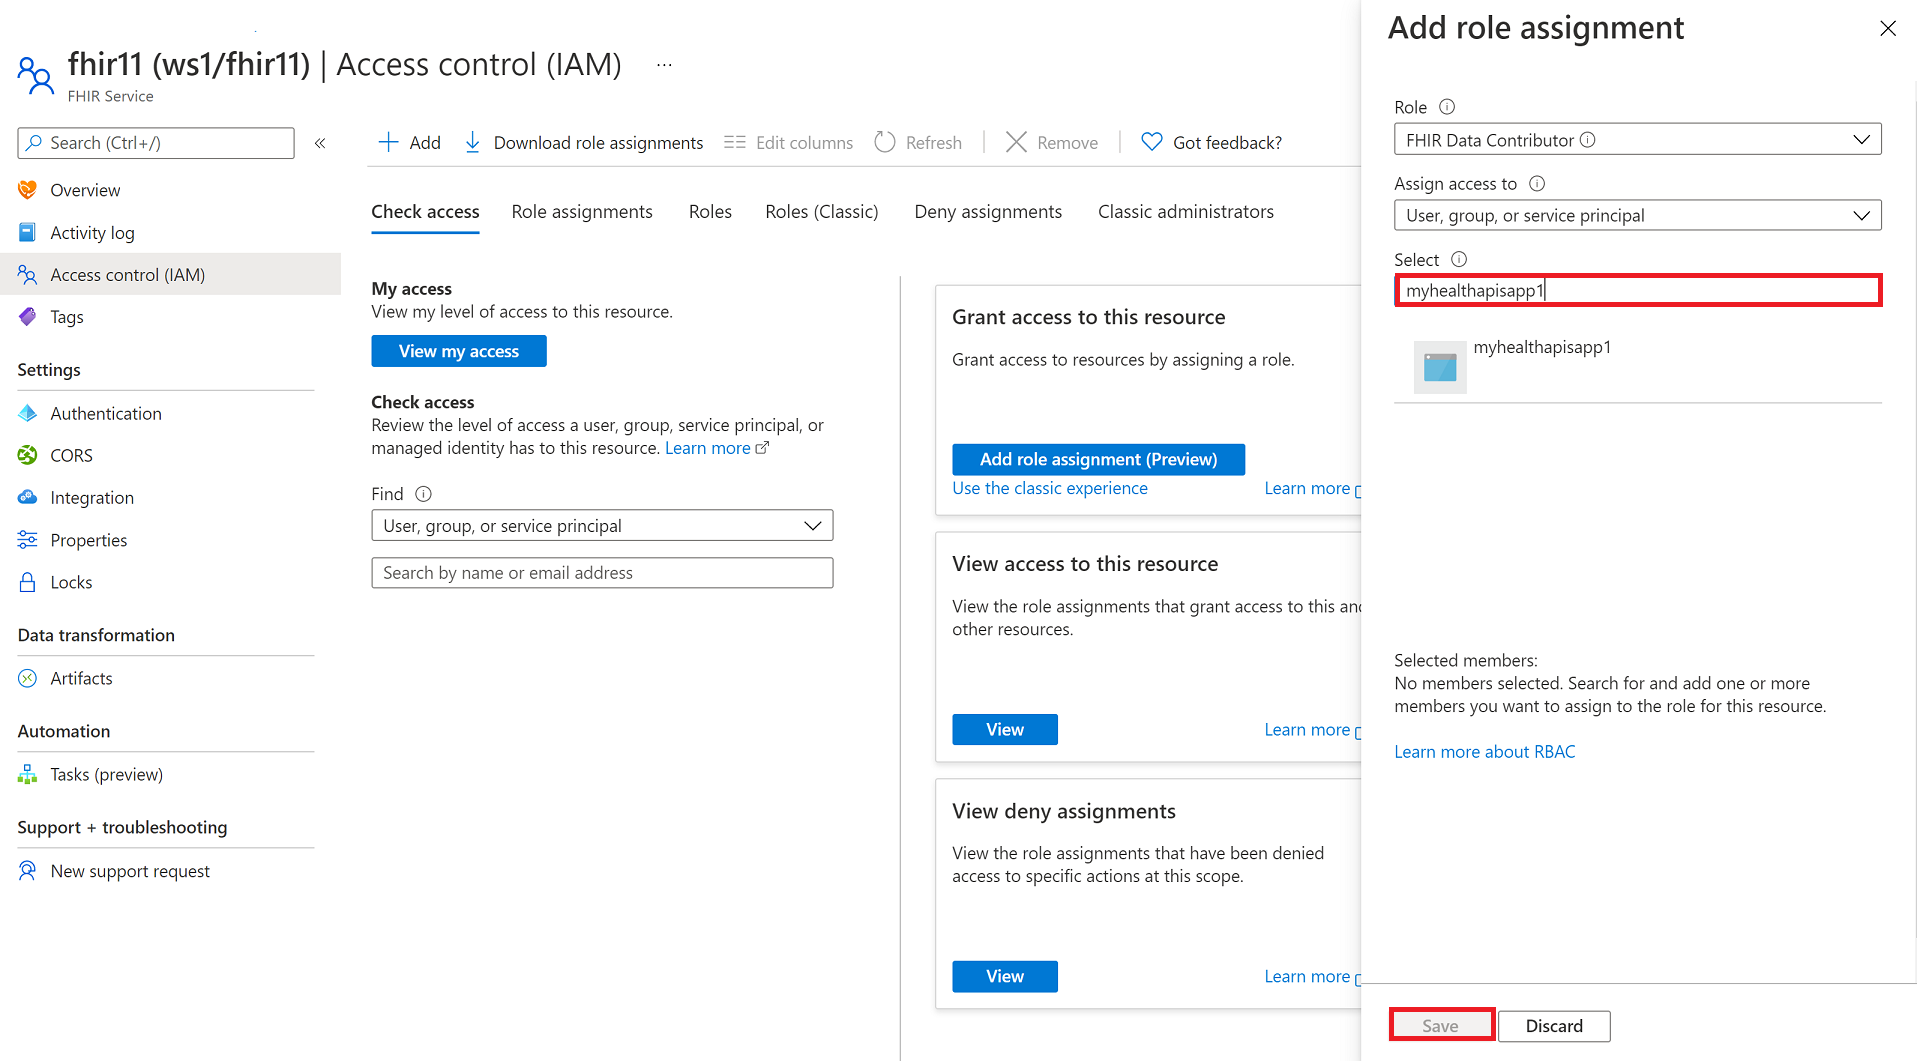 fhir11 (ws1/fhir11) | Access control (IAM) ...
FHIR Service
Search (Ctrl+/)
«
Overview
Activity log
Access control (IAM)
Tags
Settings
Authentication
CORS
Integration
Properties
Locks
Data transformation
Artifacts
Automation
Tasks (preview)
Support + troubleshooting
New support request
Add
Download role assignments
Edit columns
Refresh
Remove
Got feedback?
Check access
Role assignments
Roles
Roles (Classic)
Deny assignments
Classic administrators
My access
View my level of access to this resource.
View my access
Check access
Review the level of access a user, group, service principal, or
managed identity has to this resource. Learn more
Find
User, group, or service principal
Search by name or email address
Grant access to this resource
Grant access to resources by assigning a role.
Add role assignment (Preview)
Use the classic experience
Learn more
View access to this resource
View the role assignments that grant access to this and
other resources.
View
Learn more
View deny assignments
View the role assignments that have been denied
access to specific actions at this scope.
View
Learn more
Add role assignment
Role
FHIR Data Contributor
Assign access to
User, group, or service principal
Select
myhealthapisapp1
myhealthapisapp1
Selected members:
No members selected. Search for and add one or more
members you want to assign to the role for this resource.
Learn more about RBAC
Save
Discard